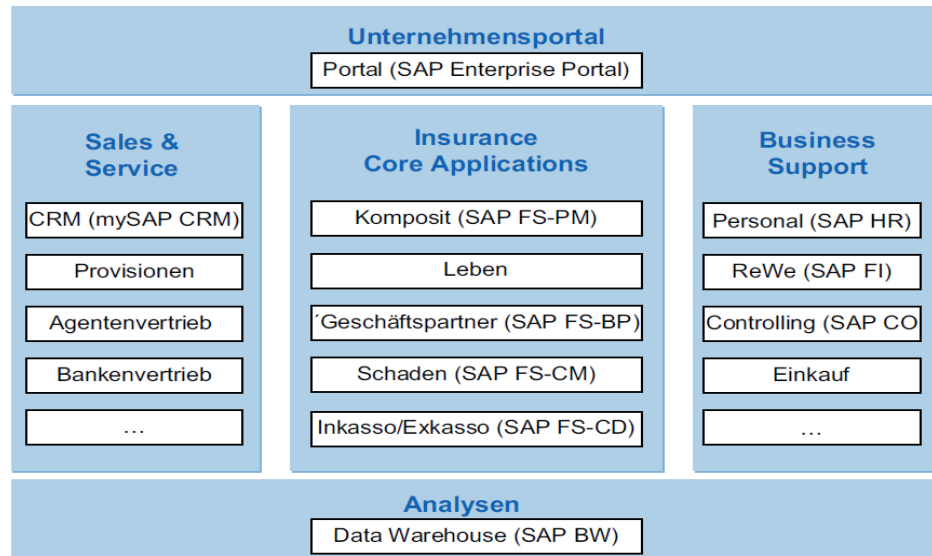 Unternehmensportal
Portal (SAP Enterprise Portal)
Sales &
Service
CRM (mySAP CRM)
Provisionen
Agentenvertrieb
Bankenvertrieb
…
Insurance
Core Applications
Komposit (SAP FS-PM)
Leben
´Geschäftspartner (SAP FS-BP)
Schaden (SAP FS-CM)
Inkasso/Exkasso (SAP FS-CD)
Business
Support
Personal (SAP HR)
ReWe (SAP FI)
Controlling (SAP CO
Einkauf
…
Analysen
Data Warehouse (SAP BW)